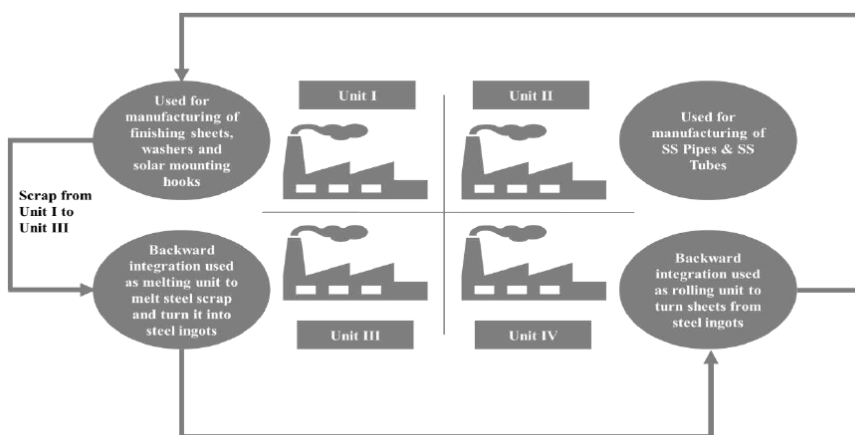 Used for
manufacturing of
finishing sheets,
washers and
solar mounting
hooks
Unit I
Unit II
Used for
manufacturing of
SS Pipes & SS
Tubes
Scrap from
Unit I to
Unit III
Backward
integration used
as melting unit to
melt steel scrap
and turn it into
steel ingots
Unit III
Unit IV
Backward
integration used
as rolling unit to
turn sheets from
steel ingots